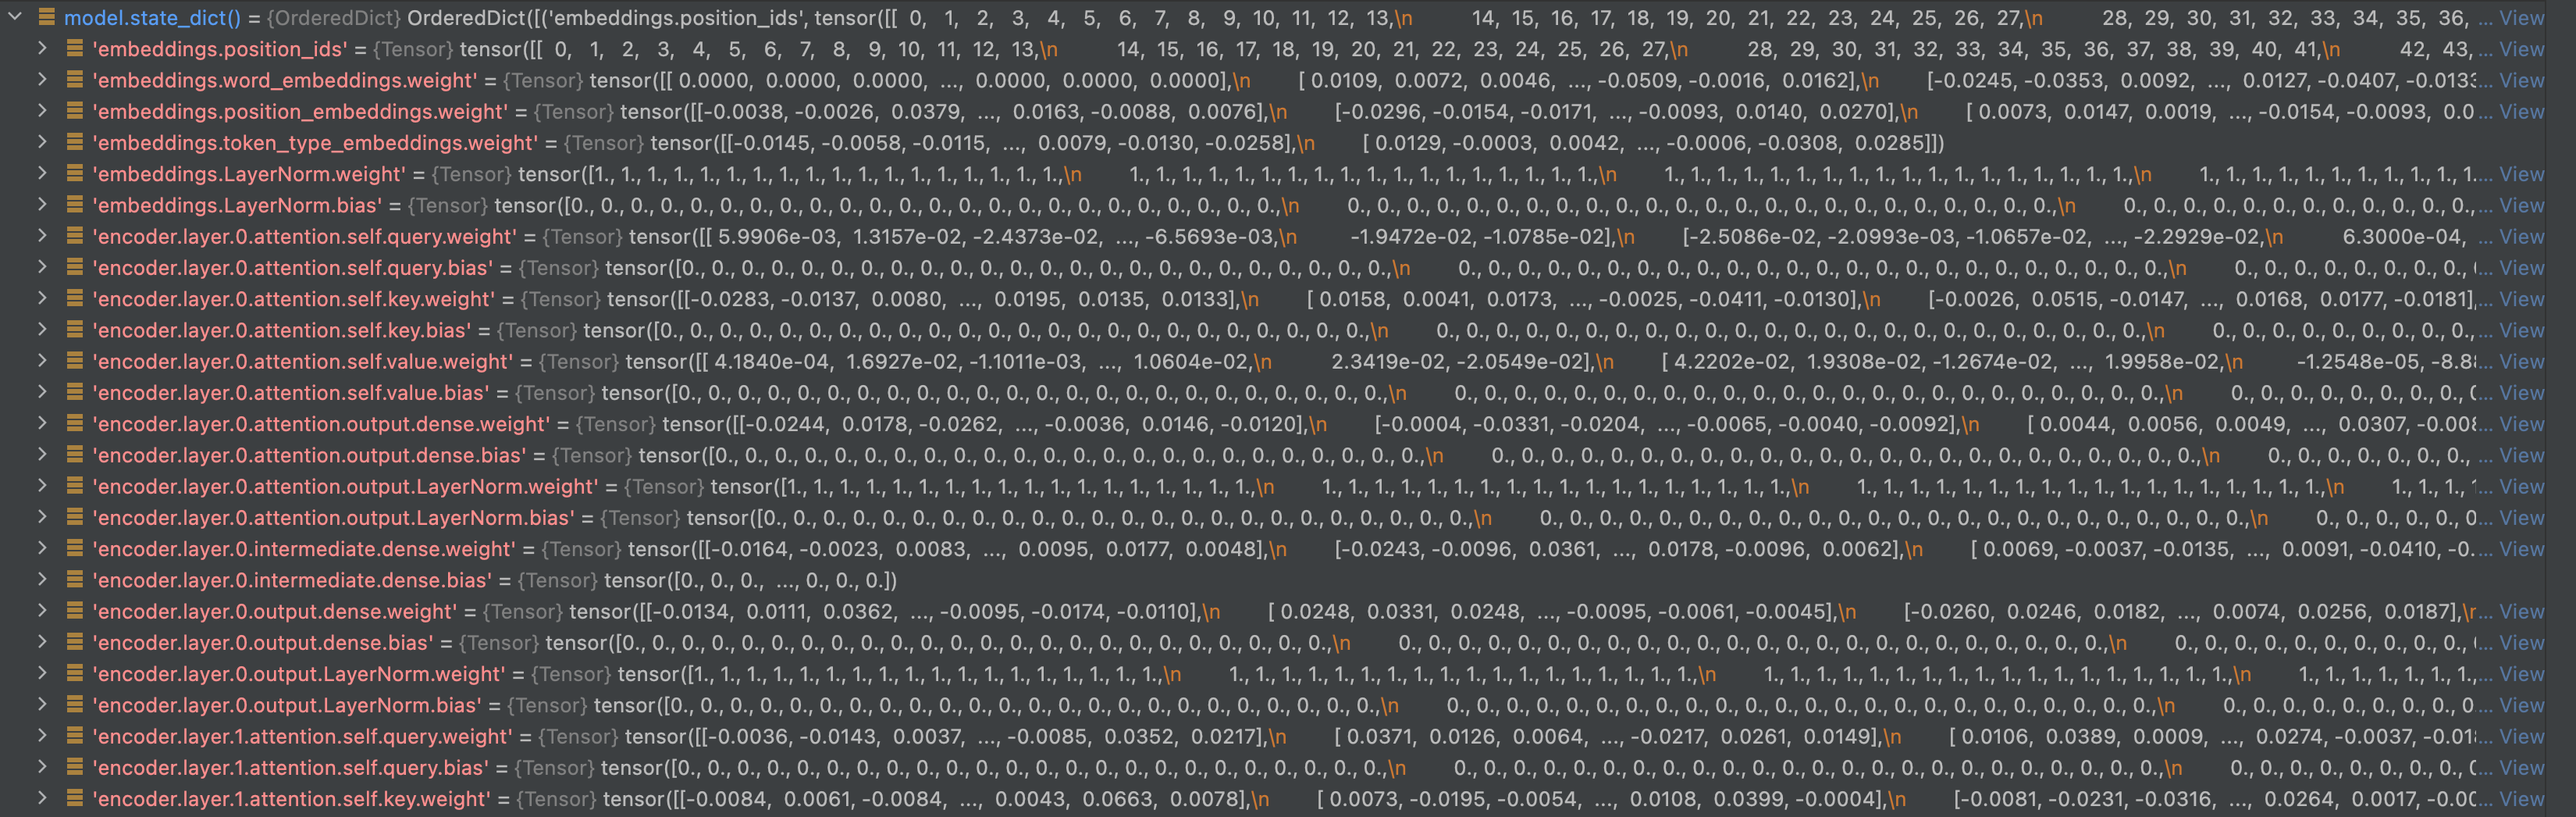 model.state_dict() = {OrderedDict} OrderedDict([('embeddings.position_ids', tensor([[ 0, 1, 2, 3, 4, 5, 6, 7, 8, 9, 10, 11, 12, 13,\n 14, 15, 16, 17, 18, 19, 20, 21, 22, 23, 24, 25, 26, 27,\n 28, 29, 30, 31, 32, 33, 34, 35, 36, ... View
'embeddings.position_ids' = {Tensor} tensor([[ 0, 1, 2, 3, 4, 5, 6, 7, 8, 9, 10, 11, 12, 13,\n 14, 15, 16, 17, 18, 19, 20, 21, 22, 23, 24, 25, 26, 27,\n 28, 29, 30, 31, 32, 33, 34, 35, 36, 37, 38, 39, 40, 41,\n 42, 43, ... View
'embeddings.word_embeddings.weight' = {Tensor} tensor([[ 0.0000, 0.0000, 0.0000, ..., 0.0000, 0.0000, 0.0000],\n [ 0.0109, 0.0072, 0.0046, ..., -0.0509, -0.0016, 0.0162],\n [-0.0245, -0.0353, 0.0092, ..., 0.0127, -0.0407, -0.0133 ... View
'embeddings.position_embeddings.weight' = {Tensor} tensor([[-0.0038, -0.0026, 0.0379, ..., 0.0163, -0.0088, 0.0076],\n [-0.0296, -0.0154, -0.0171, ..., -0.0093, 0.0140, 0.0270],\n [ 0.0073, 0.0147, 0.0019, ..., -0.0154, -0.0093, 0.0... View
'embeddings.token_type_embeddings.weight' = {Tensor} tensor([[-0.0145, -0.0058, -0.0115, ..., 0.0079, -0.0130, -0.0258],\n [ 0.0129, -0.0003, 0.0042, ..., -0.0006, -0.0308, 0.0285]])
'embeddings.LayerNorm.weight' = {Tensor} tensor([1., 1., 1., 1., 1., 1., 1., 1., 1., 1., 1., 1., 1., 1., 1., 1., 1., 1.,\n 1., 1., 1., 1., 1., 1., 1., 1., 1., 1., 1., 1., 1., 1., 1., 1., 1., 1.,\n 1., 1., 1., 1., 1., 1., 1., 1., 1., 1., 1., 1., 1., 1., 1., 1., 1., 1.,\n 1., 1., 1., 1., 1., 1., 1., 1., 1., 1.... View
'embeddings.LayerNorm.bias' = {Tensor} tensor([0., 0., 0., 0., 0., 0., 0., 0., 0., 0., 0., 0., 0., 0., 0., 0., 0., 0., 0., 0., 0., 0., 0., 0.,\n 0., 0., 0., 0., 0., 0., 0., 0., 0., 0., 0., 0., 0., 0., 0., 0., 0., 0., 0., 0., 0., 0., 0., 0.,\n 0., 0., 0., 0., 0., 0., 0., 0., 0., 0., 0., 0.,... View
'encoder.layer.0.attention.self.query.weight' = {Tensor} tensor([[ 5.9906e-03, 1.3157e-02, -2.4373e-02, ..., -6.5693e-03,\n -1.9472e-02, -1.0785e-02],\n [-2.5086e-02, -2.0993e-03, -1.0657e-02, ..., -2.2929e-02,\n 6.3000e-04, ... View
'encoder.layer.0.attention.self.query.bias' = {Tensor} tensor([0., 0., 0., 0., 0., 0., 0., 0., 0., 0., 0., 0., 0., 0., 0., 0., 0., 0., 0., 0., 0., 0., 0., 0.,\n 0., 0., 0., 0., 0., 0., 0., 0., 0., 0., 0., 0., 0., 0., 0., 0., 0., 0., 0., 0., 0., 0., 0., 0.,\n 0., 0., 0., 0., 0., 0., 0., 0., ... View
'encoder.layer.0.attention.self.key.weight' = {Tensor} tensor([[-0.0283, -0.0137, 0.0080, ..., 0.0195, 0.0135, 0.0133],\n [ 0.0158, 0.0041, 0.0173, ..., -0.0025, -0.0411, -0.0130],\n [-0.0026, 0.0515, -0.0147, ..., 0.0168, 0.0177, -0.0181], ... View
'encoder.layer.0.attention.self.key.bias' = {Tensor} tensor([0., 0., 0., 0., 0., 0., 0., 0., 0., 0., 0., 0., 0., 0., 0., 0., 0., 0., 0., 0., 0., 0., 0., 0.,\n 0., 0., 0., 0., 0., 0., 0., 0., 0., 0., 0., 0., 0., 0., 0., 0., 0., 0., 0., 0., 0., 0., 0., 0.,\n 0., 0., 0., 0., 0., 0., 0., 0., 0.,... View
'encoder.layer.0.attention.self.value.weight' = {Tensor} tensor([[ 4.1840e-04, 1.6927e-02, -1.1011e-03, ..., 1.0604e-02,\n 2.3419e-02, -2.0549e-02],\n [ 4.2202e-02, 1.9308e-02, -1.2674e-02, ..., 1.9958e-02,\n -1.2548e-05, -8.88... View
'encoder.layer.0.attention.self.value.bias' = {Tensor} tensor([0., 0., 0., 0., 0., 0., 0., 0., 0., 0., 0., 0., 0., 0., 0., 0., 0., 0., 0., 0., 0., 0., 0., 0.,\n 0., 0., 0., 0., 0., 0., 0., 0., 0., 0., 0., 0., 0., 0., 0., 0., 0., 0., 0., 0., 0., 0., 0., 0.,\n 0., 0., 0., 0., 0., 0., 0., 0., 0... View
'encoder.layer.0.attention.output.dense.weight' = {Tensor} tensor([[-0.0244, 0.0178, -0.0262, ..., -0.0036, 0.0146, -0.0120],\n [-0.0004, -0.0331, -0.0204, ..., -0.0065, -0.0040, -0.0092],\n [ 0.0044, 0.0056, 0.0049, ..., 0.0307, -0.008... View
'encoder.layer.0.attention.output.dense.bias' = {Tensor} tensor([0., 0., 0., 0., 0., 0., 0., 0., 0., 0., 0., 0., 0., 0., 0., 0., 0., 0., 0., 0., 0., 0., 0., 0.,\n 0., 0., 0., 0., 0., 0., 0., 0., 0., 0., 0., 0., 0., 0., 0., 0., 0., 0., 0., 0., 0., 0., 0., 0.,\n 0., 0., 0., 0., 0., 0., 0., ... View
'encoder.layer.0.attention.output.LayerNorm.weight' = {Tensor} tensor([1., 1., 1., 1., 1., 1., 1., 1., 1., 1., 1., 1., 1., 1., 1., 1., 1., 1.,\n 1., 1., 1., 1., 1., 1., 1., 1., 1., 1., 1., 1., 1., 1., 1., 1., 1., 1.,\n 1., 1., 1., 1., 1., 1., 1., 1., 1., 1., 1., 1., 1., 1., 1., 1., 1., 1.,\n 1., 1., 1., 1... View
'encoder.layer.0.attention.output.LayerNorm.bias' = {Tensor} tensor([0., 0., 0., 0., 0., 0., 0., 0., 0., 0., 0., 0., 0., 0., 0., 0., 0., 0., 0., 0., 0., 0., 0., 0.,\n 0., 0., 0., 0., 0., 0., 0., 0., 0., 0., 0., 0., 0., 0., 0., 0., 0., 0., 0., 0., 0., 0., 0., 0.,\n 0., 0., 0., 0., 0., 0... View
'encoder.layer.0.intermediate.dense.weight' = {Tensor} tensor([[-0.0164, -0.0023, 0.0083, ..., 0.0095, 0.0177, 0.0048],\n [-0.0243, -0.0096, 0.0361, ..., 0.0178, -0.0096, 0.0062],\n [ 0.0069, -0.0037, -0.0135, ..., 0.0091, -0.0410, -0.... View
'encoder.layer.0.intermediate.dense.bias' = {Tensor} tensor([0., 0., 0., ..., 0., 0., 0.])
'encoder.layer.0.output.dense.weight' = {Tensor} tensor([[-0.0134, 0.0111, 0.0362, ..., -0.0095, -0.0174, -0.0110],\n [ 0.0248, 0.0331, 0.0248, ..., -0.0095, -0.0061, -0.0045],\n [-0.0260, 0.0246, 0.0182, ..., 0.0074, 0.0256, 0.0187],\n... View
'encoder.layer.0.output.dense.bias' = {Tensor} tensor([0., 0., 0., 0., 0., 0., 0., 0., 0., 0., 0., 0., 0., 0., 0., 0., 0., 0., 0., 0., 0., 0., 0., 0.,\n 0., 0., 0., 0., 0., 0., 0., 0., 0., 0., 0., 0., 0., 0., 0., 0., 0., 0., 0., 0., 0., 0., 0., 0.,\n 0., 0., 0., 0., 0., 0., 0., 0., 0., 0., ... View
'encoder.layer.0.output.LayerNorm.weight' = {Tensor} tensor([1., 1., 1., 1., 1., 1., 1., 1., 1., 1., 1., 1., 1., 1., 1., 1., 1., 1.,\n 1., 1., 1., 1., 1., 1., 1., 1., 1., 1., 1., 1., 1., 1., 1., 1., 1., 1.,\n 1., 1., 1., 1., 1., 1., 1., 1., 1., 1., 1., 1., 1., 1., 1., 1., 1., 1.,\n 1., 1., 1., 1., 1., 1., 1.,... View
'encoder.layer.0.output.LayerNorm.bias' = {Tensor} tensor([0., 0., 0., 0., 0., 0., 0., 0., 0., 0., 0., 0., 0., 0., 0., 0., 0., 0., 0., 0., 0., 0., 0., 0.,\n 0., 0., 0., 0., 0., 0., 0., 0., 0., 0., 0., 0., 0., 0., 0., 0., 0., 0., 0., 0., 0., 0., 0., 0.,\n 0., 0., 0., 0., 0., 0., 0., 0., 0... View
'encoder.layer.1.attention.self.query.weight' = {Tensor} tensor([[-0.0036, -0.0143, 0.0037, ..., -0.0085, 0.0352, 0.0217],\n [ 0.0371, 0.0126, 0.0064, ..., -0.0217, 0.0261, 0.0149],\n [ 0.0106, 0.0389, 0.0009, ..., 0.0274, -0.0037, -0.018... View
'encoder.layer.1.attention.self.query.bias' = {Tensor} tensor([0., 0., 0., 0., 0., 0., 0., 0., 0., 0., 0., 0., 0., 0., 0., 0., 0., 0., 0., 0., 0., 0., 0., 0.,\n 0., 0., 0., 0., 0., 0., 0., 0., 0., 0., 0., 0., 0., 0., 0., 0., 0., 0., 0., 0., 0., 0., 0., 0.,\n 0., 0., 0., 0., 0., 0., 0., 0., 0... View
'encoder.layer.1.attention.self.key.weight' = {Tensor} tensor([[-0.0084, 0.0061, -0.0084, ..., 0.0043, 0.0663, 0.0078],\n [ 0.0073, -0.0195, -0.0054, ..., 0.0108, 0.0399, -0.0004],\n [-0.0081, -0.0231, -0.0316, ..., 0.0264, 0.0017, -0.00... View